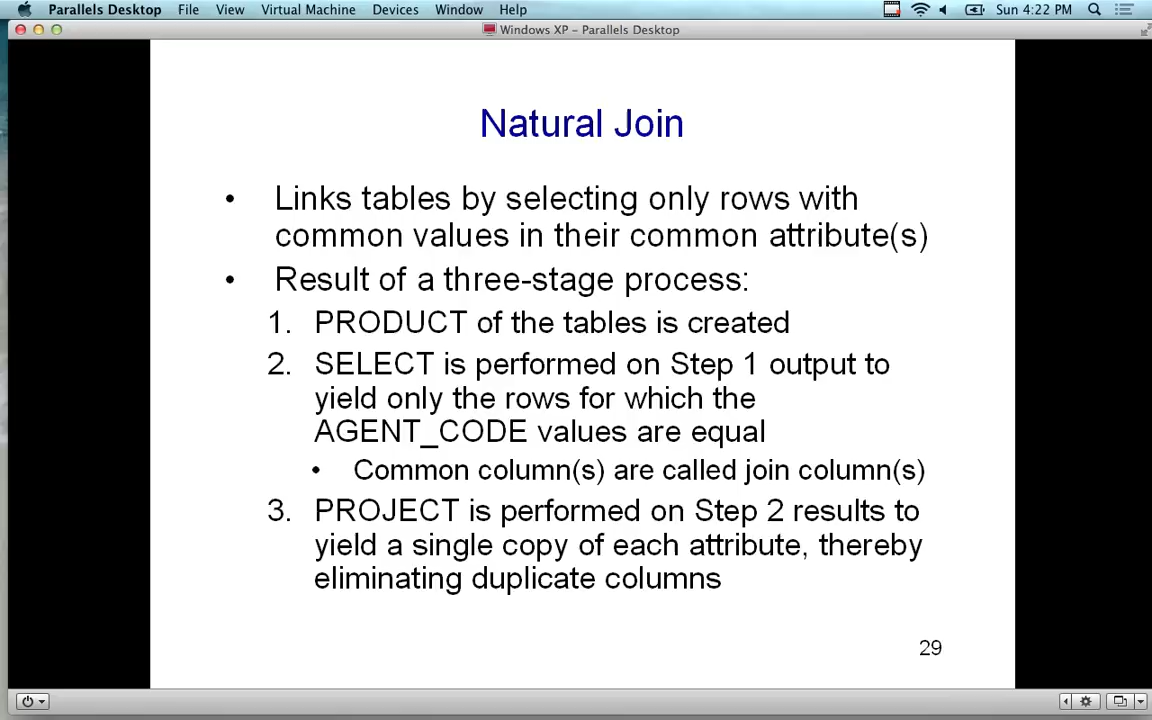 Parallels Desktop File View Virtual Machine Devices Window Help Sun 4:22 PM
Windows XP - Parallels Desktop
Natural Join
• Links tables by selecting only rows with
common values in their common attribute(s)
• Result of a three-stage process:
1. PRODUCT of the tables is created
2. SELECT is performed on Step 1 output to
yield only the rows for which the
AGENT_CODE values are equal
• Common column(s) are called join column(s)
3. PROJECT is performed on Step 2 results to
yield a single copy of each attribute, thereby
eliminating duplicate columns
29